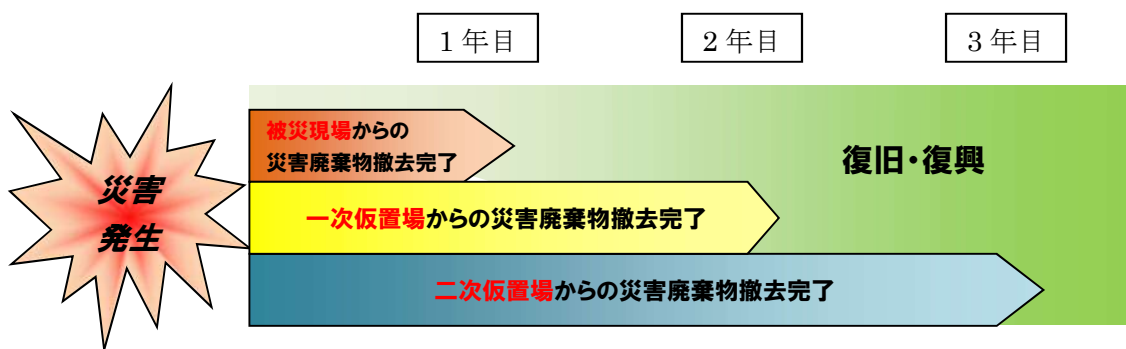 １年目
２年目
３年目
災害
発生
被災現場からの
災害廃棄物撤去完了
復旧・復興
一次仮置場からの災害廃棄物撤去完了
二次仮置場からの災害廃棄物撤去完了